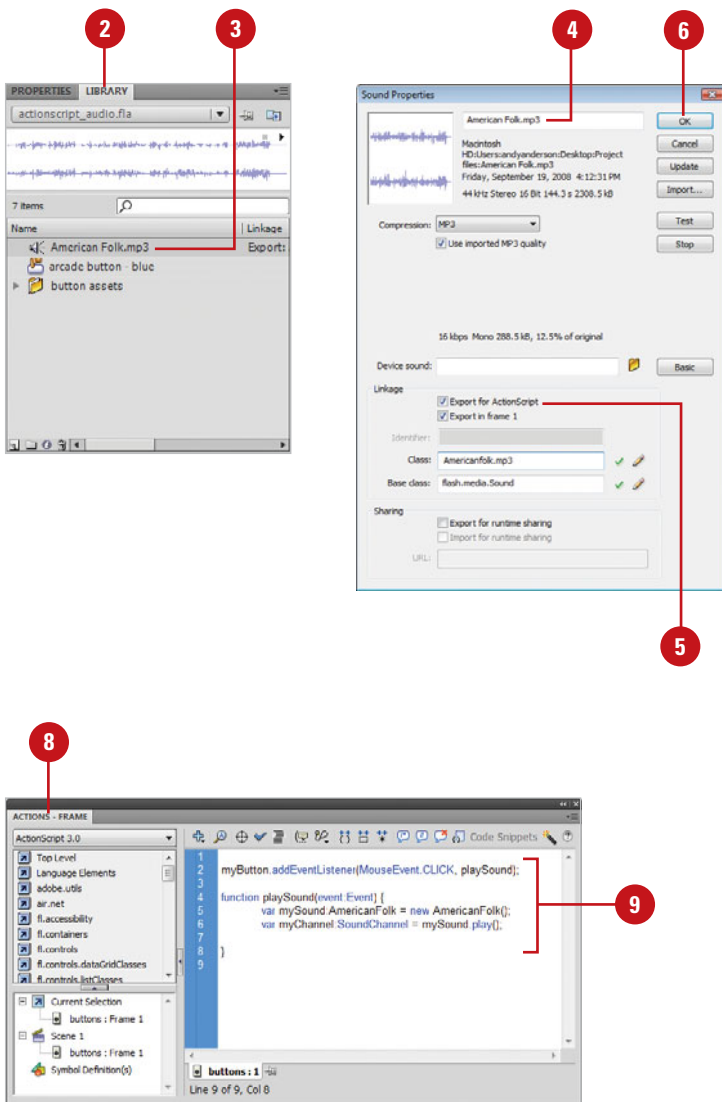 2
3
4
6
PROPERTIES LIBRARY
actionscript_audio.fla
7 items
Name Linkage
American Folk.mp3 Export:
arcade button - blue
button assets
Sound Properties
American Folk.mp3
OK
Macintosh
HD:Users:andyanderson:Desktop:Project
files:American Folk.mp3
Friday, September 19, 2008 4:12:31 PM
44 kHz Stereo 16 Bit 144.3 s 2308.5 kB
Cancel
Update
Import...
Compression: MP3
Test
Use imported MP3 quality
Stop
16 kbps Mono 288.5 kB, 12.5% of original
Device sound:
Basic
Linkage
Export for ActionScript
Export in frame 1
Identifier:
Class: Americanfolk.mp3
Base class: flash.media.Sound
Sharing
Export for runtime sharing
Import for runtime sharing
URL:
5
8
ACTIONS - FRAME
ActionScript 3.0
Code Snippets
Top Level
Language Elements
adobe.utils
air.net
fl.accessibility
fl.containers
fl.controls
fl.controls.dataGridClasses
fl.controls.listClasses
Current Selection
buttons : Frame 1
Scene 1
buttons : Frame 1
Symbol Definition(s)
1
2 myButton.addEventListener(MouseEvent.CLICK, playSound);
3
4 function playSound(event:Event) {
5 var mySound:AmericanFolk = new AmericanFolk();
6 var myChannel:SoundChannel = mySound.play();
7
8 }
9
9
buttons : 1
Line 9 of 9, Col 8